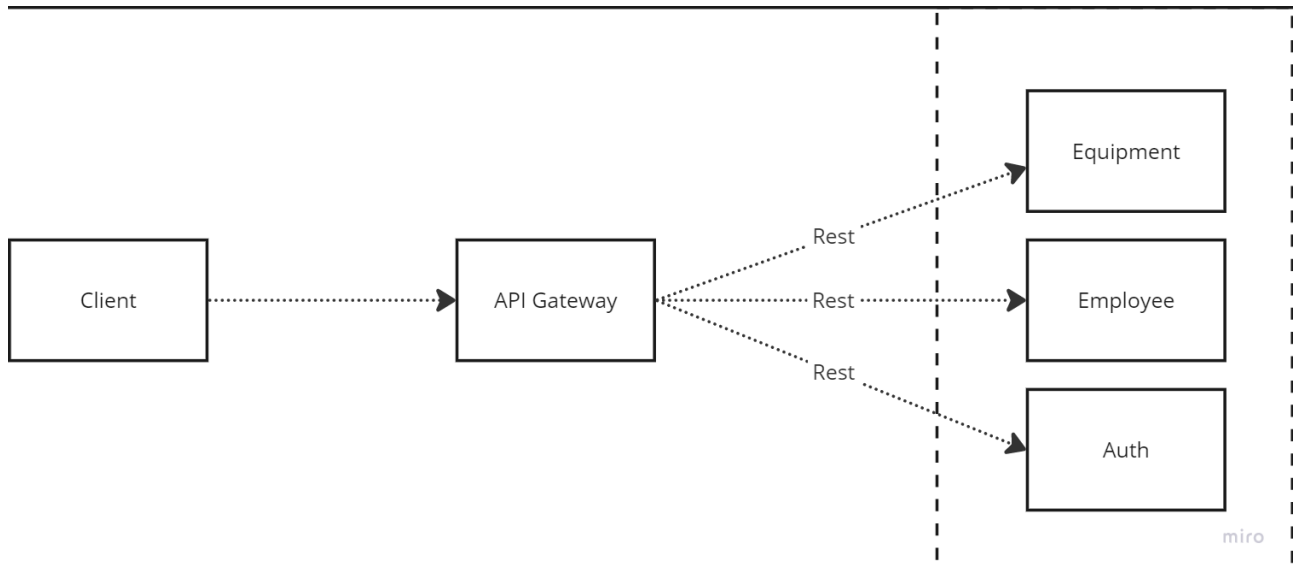 Equipment
Rest
Client
API Gateway
Rest
Employee
Rest
Auth
miro